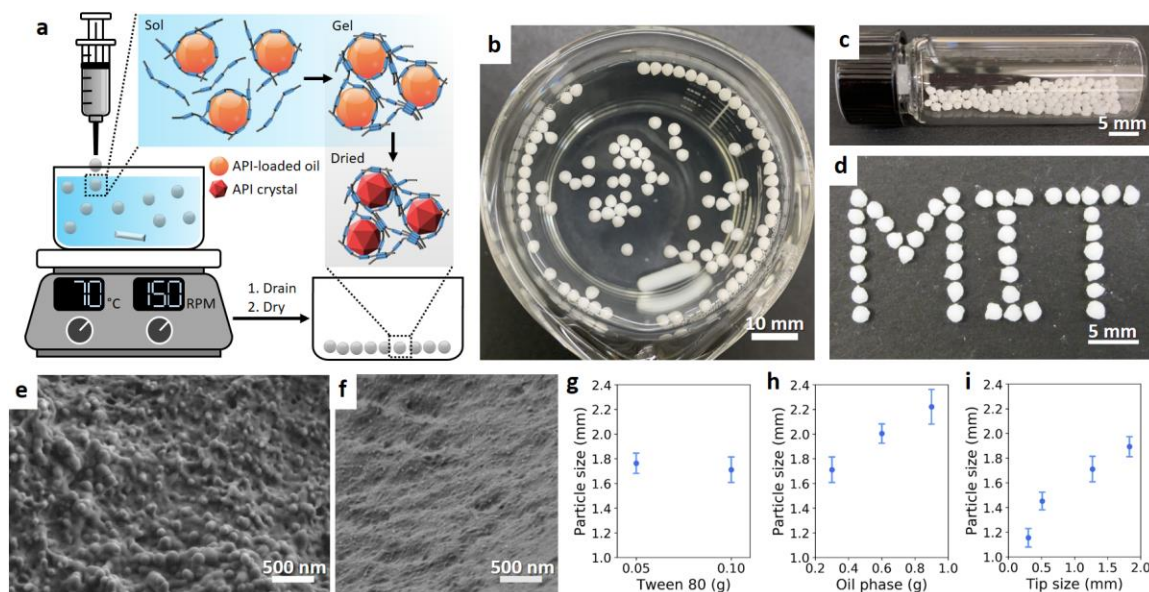 a
Sol
Gel
Dried
API-loaded oil
API crystal
70 °C
150 RPM
1. Drain
2. Dry
b
10 mm
c
5 mm
d
MIT
5 mm
e
500 nm
f
500 nm
g
Particle size (mm)
2.4
2.2
2.0
1.8
1.6
1.4
1.2
1.0
0.05
0.10
Tween 80 (g)
h
Particle size (mm)
2.4
2.2
2.0
1.8
1.6
1.4
1.2
1.0
0.2
0.4
0.6
0.8
1.0
Oil phase (g)
i
Particle size (mm)
2.4
2.2
2.0
1.8
1.6
1.4
1.2
1.0
0.0
0.5
1.0
1.5
2.0
Tip size (mm)